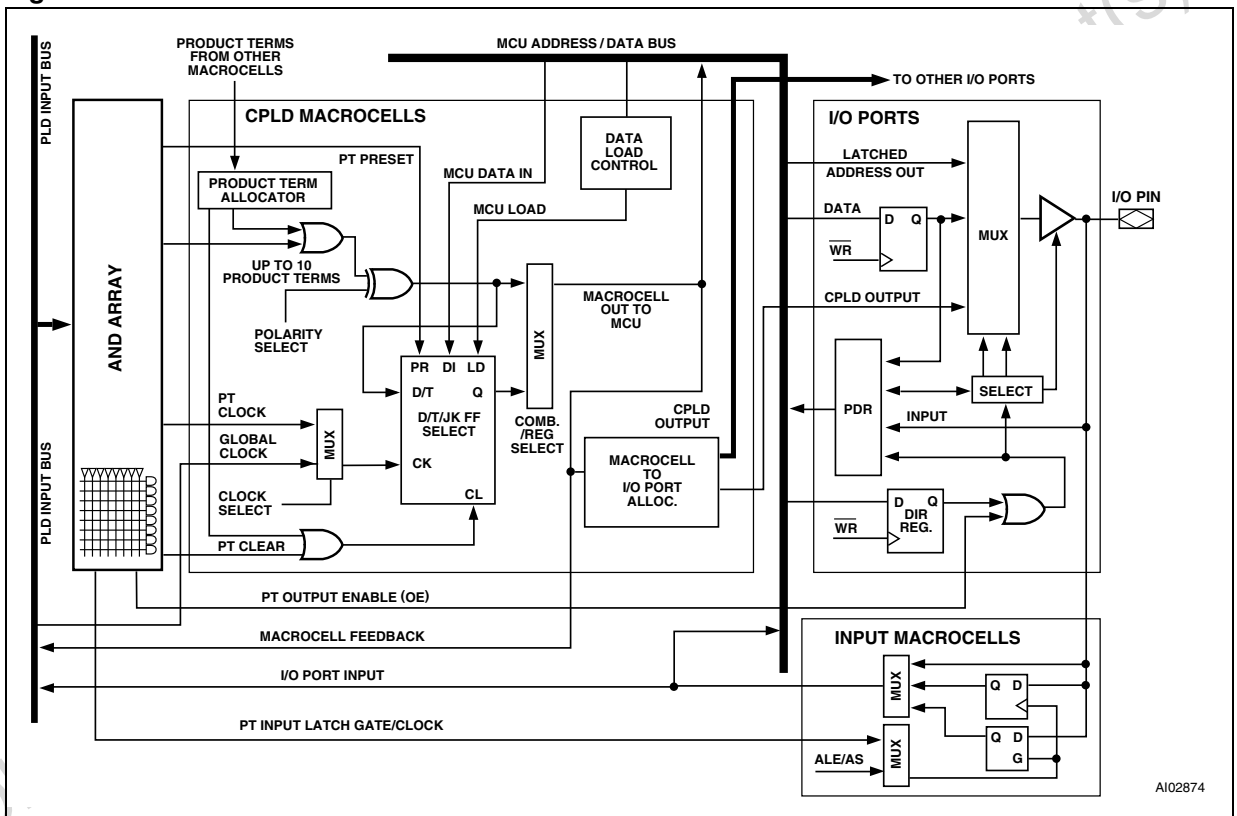 PLD INPUT BUS
PRODUCT TERMS
FROM OTHER
MACROCELLS
MCU ADDRESS / DATA BUS
TO OTHER I/O PORTS
CPLD MACROCELLS
I/O PORTS
AND ARRAY
PT PRESET
PRODUCT TERM
ALLOCATOR
MCU DATA IN
DATA
LOAD
CONTROL
MCU LOAD
LATCHED
ADDRESS OUT
DATA
D Q
WR
MUX
I/O PIN
UP TO 10
PRODUCT TERMS
POLARITY
SELECT
MUX
MACROCELL
OUT TO
MCU
CPLD OUTPUT
PR DI LD
D/T Q
D/T/JK FF
SELECT
CK
CL
COMB.
/REG
SELECT
PT
CLOCK
GLOBAL
CLOCK
MUX
CLOCK
SELECT
PT CLEAR
CPLD
OUTPUT
MACROCELL
TO
I/O PORT
ALLOC.
PDR
SELECT
INPUT
D Q
DIR
REG.
WR
PLD INPUT BUS
PT OUTPUT ENABLE (OE)
MACROCELL FEEDBACK
I/O PORT INPUT
PT INPUT LATCH GATE/CLOCK
INPUT MACROCELLS
MUX
Q D
Q D
G
MUX
ALE/AS
AI02874